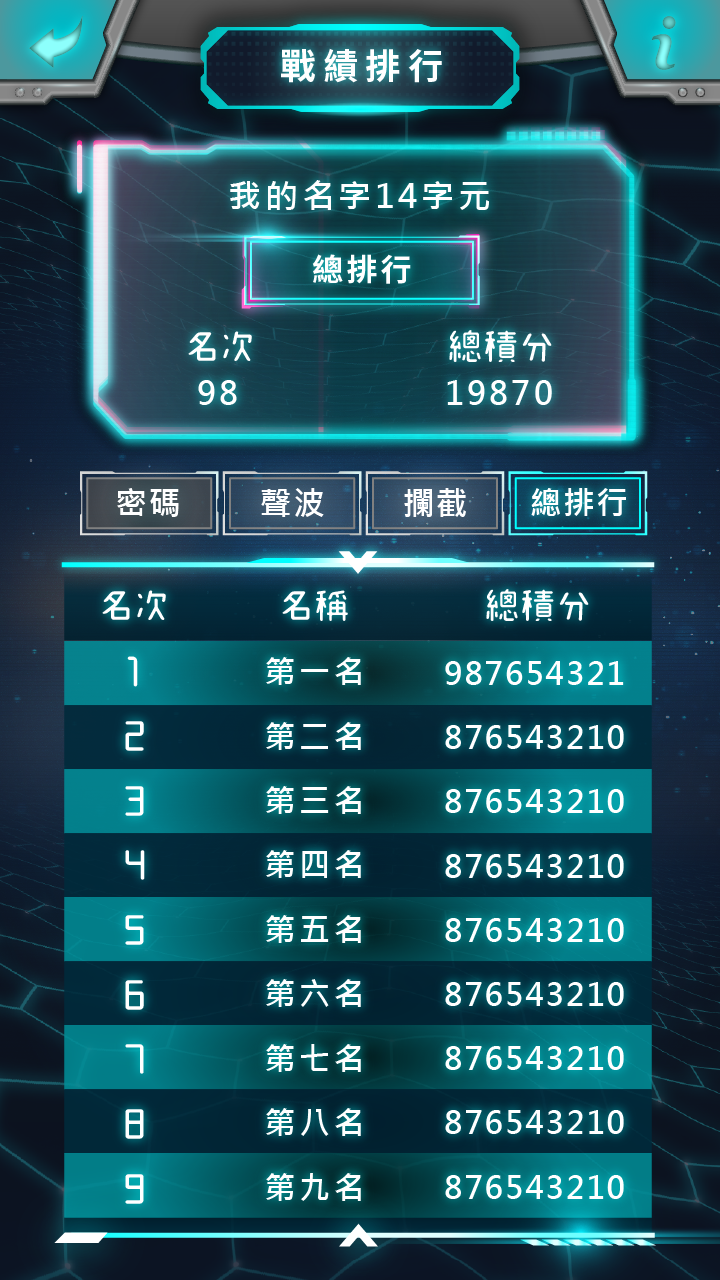 戰績排行
我的名字14字元
總排行
名次 總積分
98 19870
密碼 聲波 攔截 總排行
名次 名稱 總積分
1 第一名 987654321
2 第二名 876543210
3 第三名 876543210
4 第四名 876543210
5 第五名 876543210
6 第六名 876543210
7 第七名 876543210
8 第八名 876543210
9 第九名 876543210